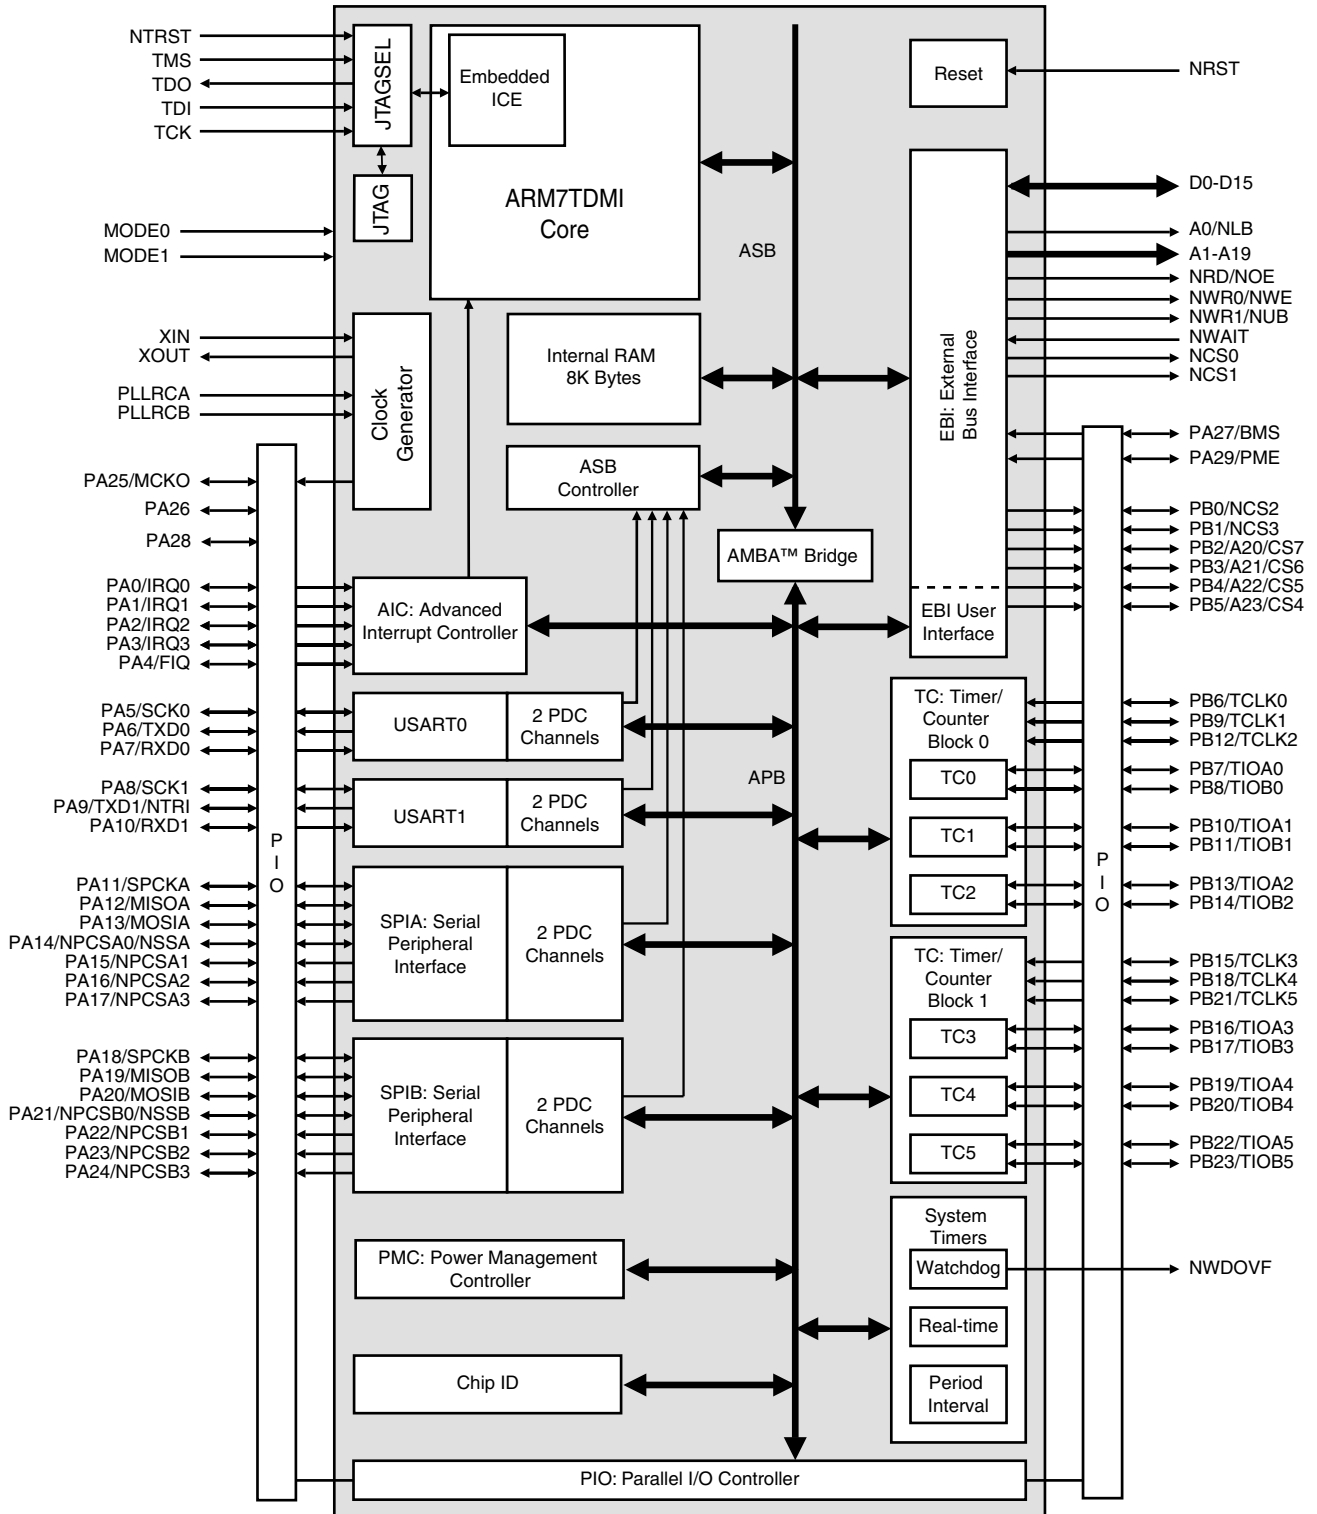 NTRST
TMS
TDO
TDI
TCK
MODE0
MODE1
XIN
XOUT
PLLRCA
PLLRCB
PA25/MCKO
PA26
PA28
PA0/IRQ0
PA1/IRQ1
PA2/IRQ2
PA3/IRQ3
PA4/FIQ
PA5/SCK0
PA6/TXD0
PA7/RXD0
PA8/SCK1
PA9/TXD1/NTRI
PA10/RXD1
PA11/SPCKA
PA12/MISOA
PA13/MOSIA
PA14/NPCSA0/NSSA
PA15/NPCSA1
PA16/NPCSA2
PA17/NPCSA3
PA18/SPCKB
PA19/MISOB
PA20/MOSIB
PA21/NPCSB0/NSSB
PA22/NPCSB1
PA23/NPCSB2
PA24/NPCSB3
PIO
JTAGSEL
JTAG
Embedded
ICE
ARM7TDMI
Core
Clock
Generator
Internal RAM
8K Bytes
ASB
Controller
ASB
AMBA™ Bridge
AIC: Advanced
Interrupt Controller
USART0
2 PDC
Channels
USART1
2 PDC
Channels
APB
SPIA: Serial
Peripheral
Interface
2 PDC
Channels
SPIB: Serial
Peripheral
Interface
2 PDC
Channels
PMC: Power Management
Controller
Chip ID
PIO: Parallel I/O Controller
Reset
EBI: External
Bus Interface
EBI User
Interface
TC: Timer/
Counter
Block 0
TC0
TC1
TC2
TC: Timer/
Counter
Block 1
TC3
TC4
TC5
System
Timers
Watchdog
Real-time
Period
Interval
PIO
NRST
D0-D15
A0/NLB
A1-A19
NRD/NOE
NWR0/NWE
NWR1/NUB
NWAIT
NCS0
NCS1
PA27/BMS
PA29/PME
PB0/NCS2
PB1/NCS3
PB2/A20/CS7
PB3/A21/CS6
PB4/A22/CS5
PB5/A23/CS4
PB6/TCLK0
PB9/TCLK1
PB12/TCLK2
PB7/TIOA0
PB8/TIOB0
PB10/TIOA1
PB11/TIOB1
PB13/TIOA2
PB14/TIOB2
PB15/TCLK3
PB18/TCLK4
PB21/TCLK5
PB16/TIOA3
PB17/TIOB3
PB19/TIOA4
PB20/TIOB4
PB22/TIOA5
PB23/TIOB5
NWDOVF